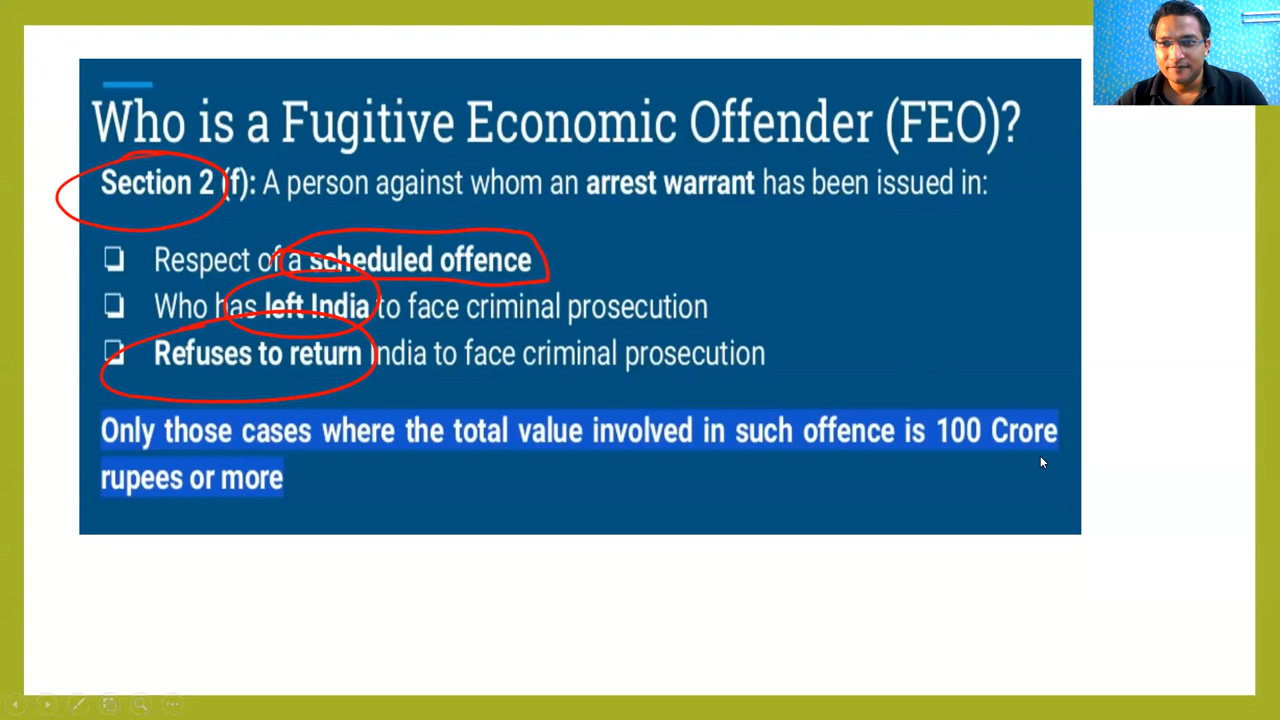 Who is a Fugitive Economic Offender (FEO)?
Section 2 (f): A person against whom an arrest warrant has been issued in:
❑ Respect of a scheduled offence
❑ Who has left India to face criminal prosecution
❑ Refuses to return India to face criminal prosecution
Only those cases where the total value involved in such offence is 100 Crore
rupees or more